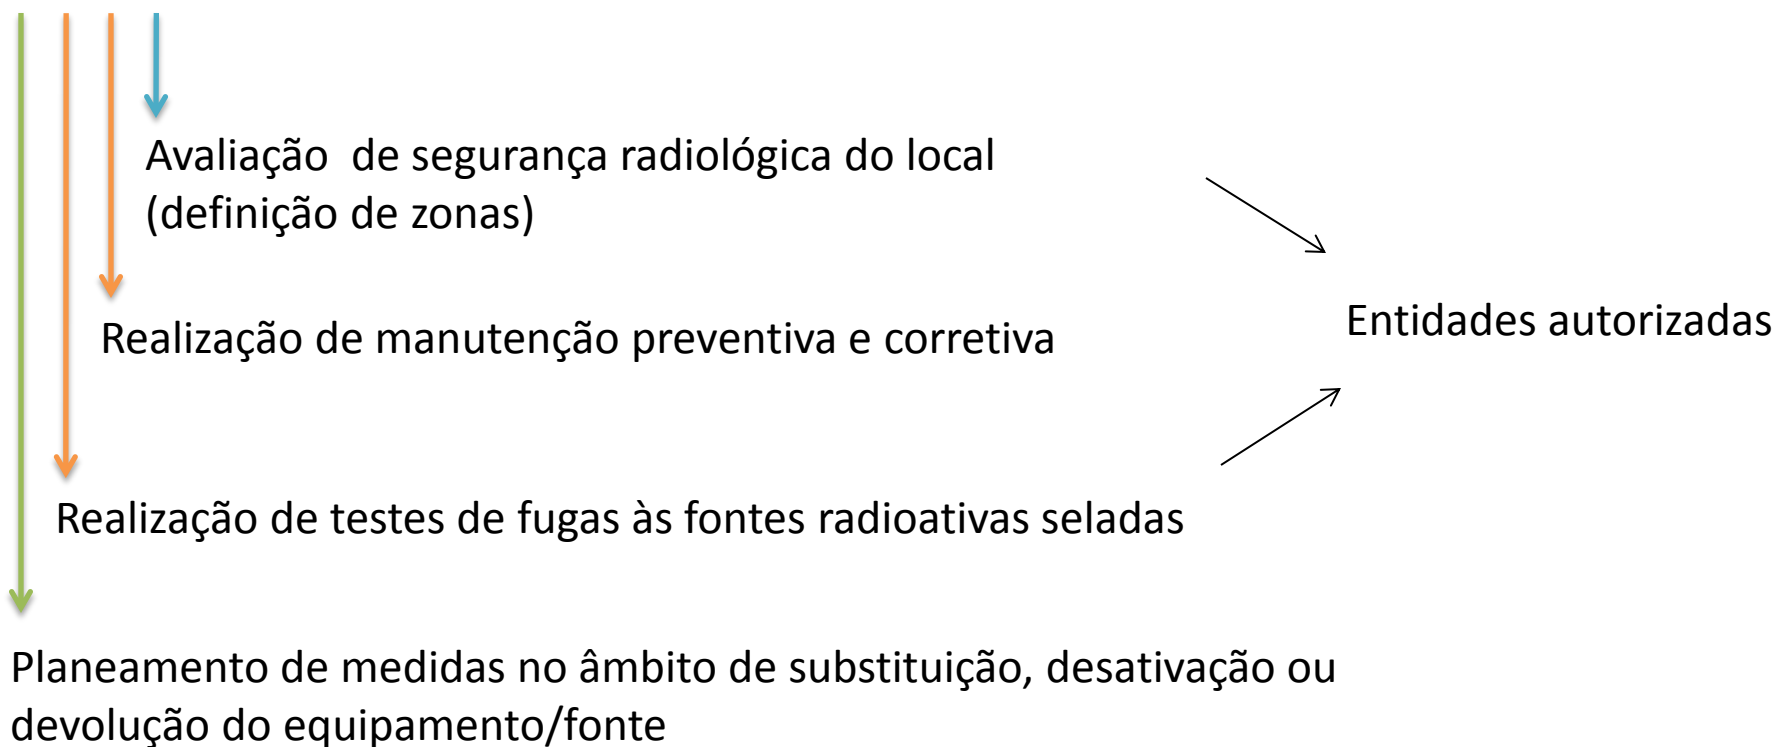 Avaliação de segurança radiológica do local
(definição de zonas)
Realização de manutenção preventiva e corretiva
Entidades autorizadas
Realização de testes de fugas às fontes radioativas seladas
Planeamento de medidas no âmbito de substituição, desativação ou
devolução do equipamento/fonte